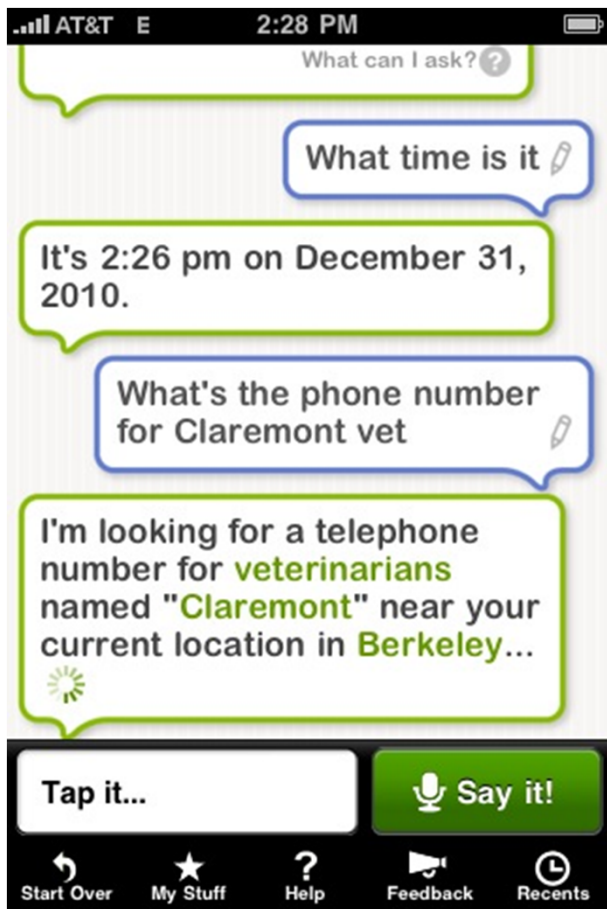 AT&T E 2:28 PM
What can I ask? ?
What time is it
It's 2:26 pm on December 31,
2010.
What's the phone number
for Claremont vet
I'm looking for a telephone
number for veterinarians
named "Claremont" near your
current location in Berkeley...
Tap it... Say it!
Start Over My Stuff Help Feedback Recents